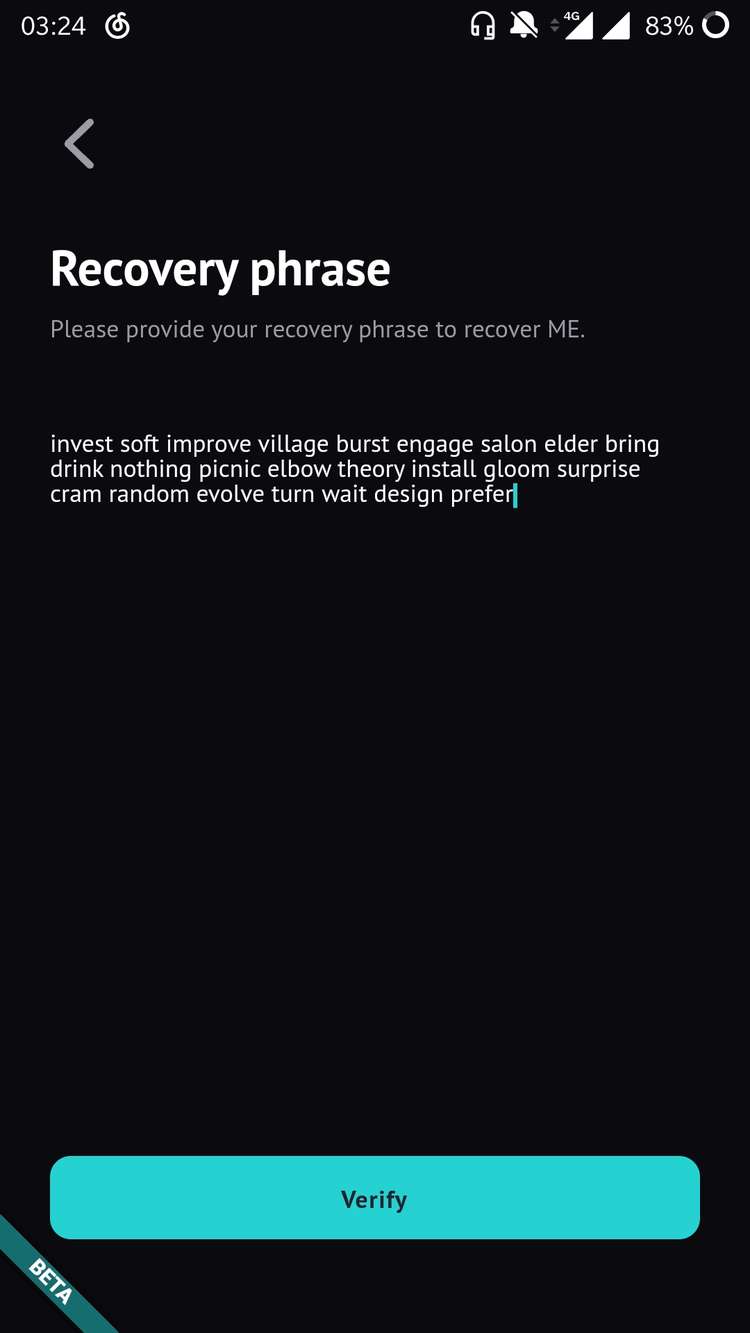 03:24
4G
83%
Recovery phrase
Please provide your recovery phrase to recover ME.
invest soft improve village burst engage salon elder bring
drink nothing picnic elbow theory install gloom surprise
cram random evolve turn wait design prefer
Verify
BETA